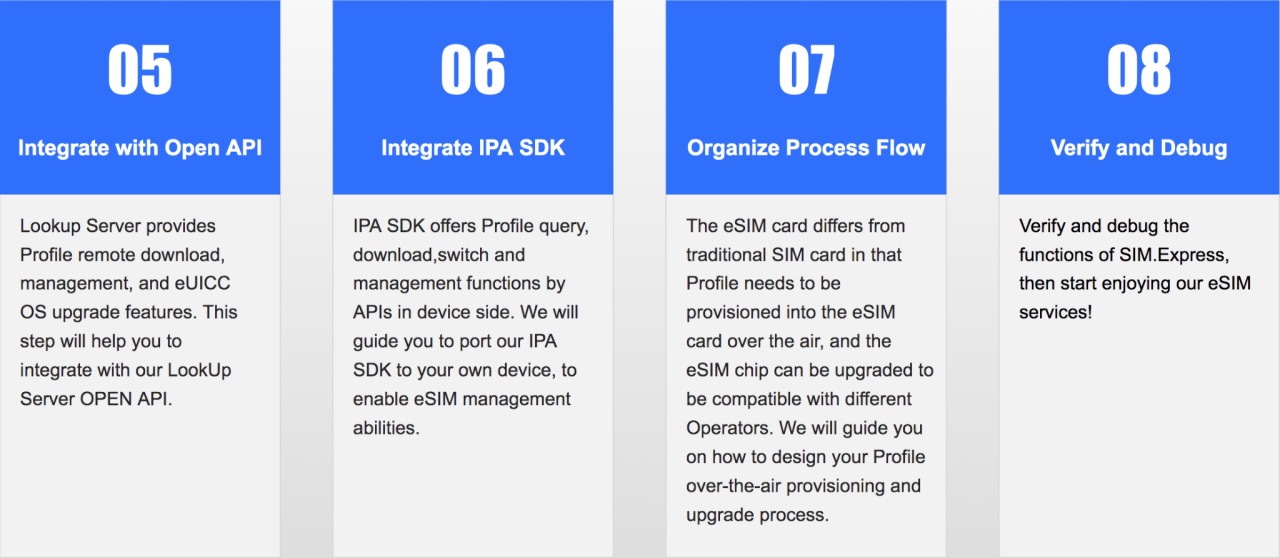 05
Integrate with Open API
Lookup Server provides
Profile remote download,
management, and eUICC
OS upgrade features. This
step will help you to
integrate with our LookUp
Server OPEN API.
06
Integrate IPA SDK
IPA SDK offers Profile query,
download,switch and
management functions by
APIs in device side. We will
guide you to port our IPA
SDK to your own device, to
enable eSIM management
abilities.
07
Organize Process Flow
The eSIM card differs from
traditional SIM card in that
Profile needs to be
provisioned into the eSIM
card over the air, and the
eSIM chip can be upgraded to
be compatible with different
Operators. We will guide you
on how to design your Profile
over-the-air provisioning and
upgrade process.
08
Verify and Debug
Verify and debug the
functions of SIM.Express,
then start enjoying our eSIM
services!